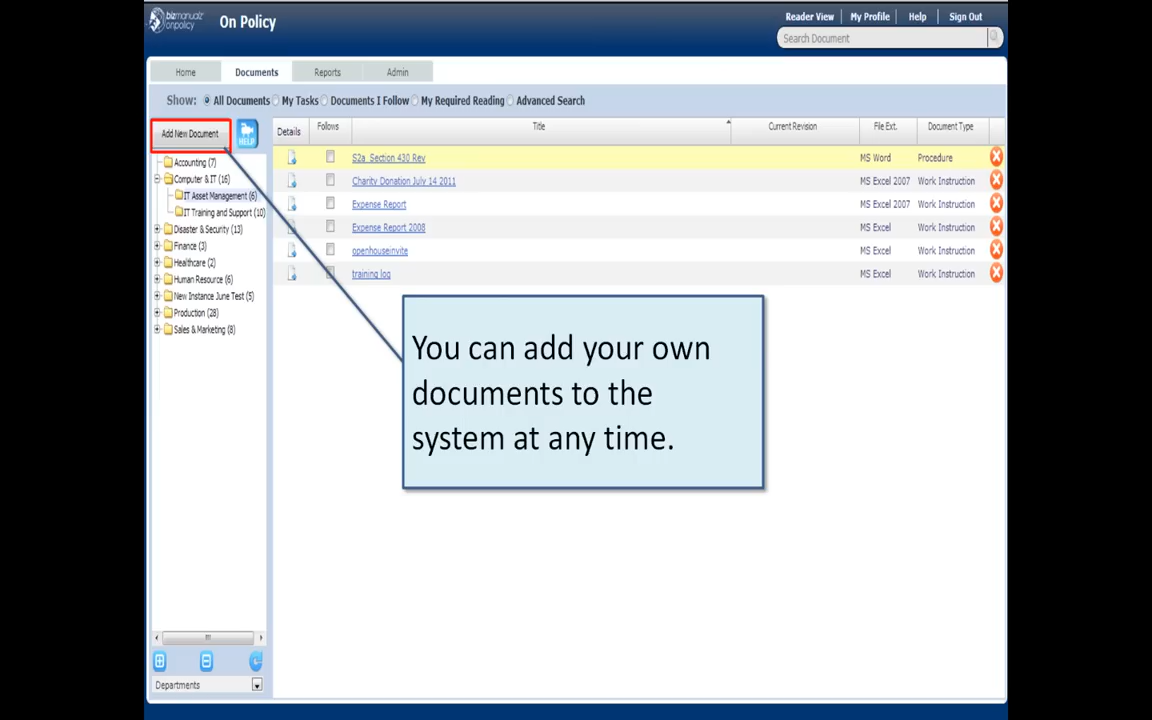 bizmanualz
onpolicy
On Policy
Reader View
My Profile
Help
Sign Out
Search Document
Home
Documents
Reports
Admin
Show: All Documents My Tasks Documents I Follow My Required Reading Advanced Search
Add New Document
HELP
Details Follows Title Current Revision File Ext. Document Type
Accounting (7)
Computer & IT (16)
IT Asset Management (6)
IT Training and Support (10)
Disaster & Security (13)
Finance (3)
Healthcare (2)
Human Resource (6)
New Instance June Test (5)
Production (28)
Sales & Marketing (8)
S2a Section 430 Rev MS Word Procedure
Charity Donation July 14 2011 MS Excel 2007 Work Instruction
Expense Report MS Excel 2007 Work Instruction
Expense Report 2008 MS Excel Work Instruction
openhouseinvite MS Excel Work Instruction
training log MS Excel Work Instruction
You can add your own
documents to the
system at any time.
Departments